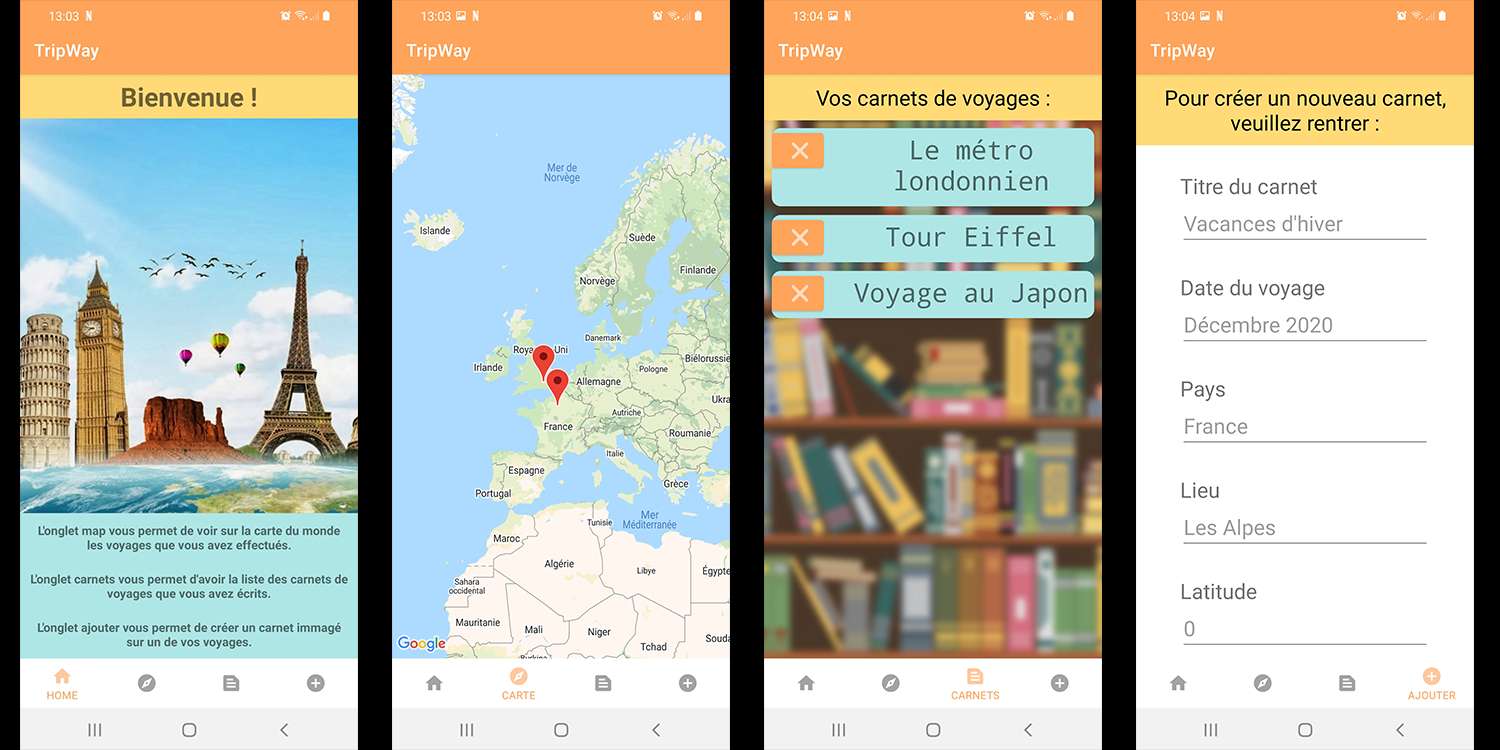 13:03 N
TripWay
Bienvenue !
L'onglet map vous permet de voir sur la carte du monde
les voyages que vous avez effectués.
L'onglet carnets vous permet d'avoir la liste des carnets de
voyages que vous avez écrits.
L'onglet ajouter vous permet de créer un carnet immagé
sur un de vos voyages.
HOME
13:03 N
TripWay
Mer de
Norvège
Islande
Suède
Finlande
Norvège
Danemark
Roya Uni
Irlande
Biélorussie
Pologne
Allemagne
Ukra
Autriche
France
Roumanie
Italie
Espagne
Grèce
Portugal
Mer
Méditerranée
Tunisie
Maroc
Algérie
Libye
Égypte
Sahara
occidental
Mauritanie
Mali
Niger
Tchad
Souda
Burkina
Google
CARTE
13:04 N
TripWay
Vos carnets de voyages :
Le métro
londonnien
Tour Eiffel
Voyage au Japon
CARNETS
13:04 N
TripWay
Pour créer un nouveau carnet,
veuillez rentrer :
Titre du carnet
Vacances d'hiver
Date du voyage
Décembre 2020
Pays
France
Lieu
Les Alpes
Latitude
0
AJOUTER